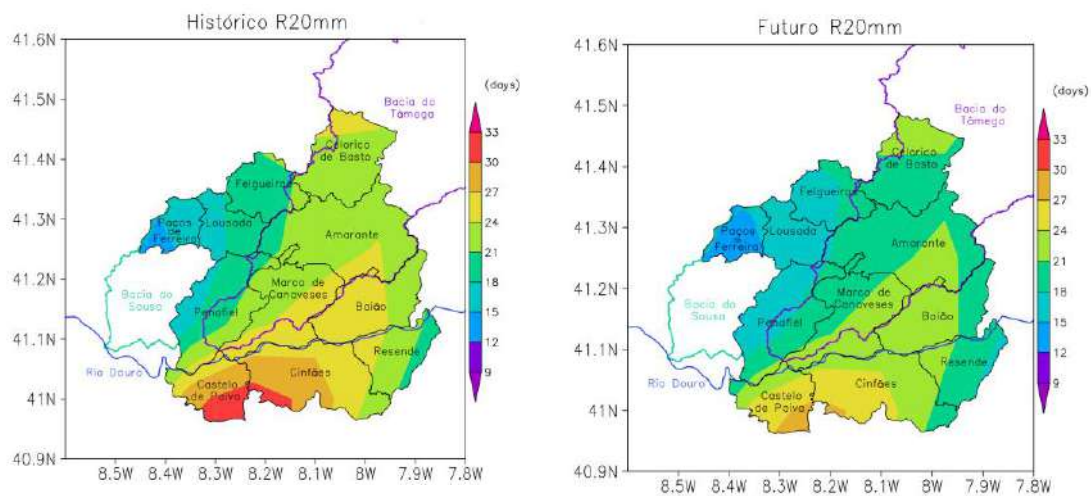 Histórico R20mm
41.6N
41.5N
41.4N
41.3N
41.2N
41.1N
41N
40.9N
8.5W
8.4W
8.3W
8.2W
8.1W
8W
7.9W
7.8W
(days)
33
30
27
24
21
18
15
12
9
Bacia do
Tâmega
Celorico
de Basto
Felgueiras
Paços
de
Ferreira
Lousada
Amarante
Bacia do
Sousa
Marco de
Canaveses
Penafiel
Baião
Resende
Rio Douro
Castelo
de Paiva
Cinfães
Futuro R20mm
41.6N
41.5N
41.4N
41.3N
41.2N
41.1N
41N
40.9N
8.5W
8.4W
8.3W
8.2W
8.1W
8W
7.9W
7.8W
(days)
33
30
27
24
21
18
15
12
9
Bacia do
Tâmega
Celorico
de Basto
Felgueiras
Paços
de
Ferreira
Lousada
Amarante
Bacia do
Sousa
Marco de
Canaveses
Penafiel
Baião
Resende
Rio Douro
Castelo
de Paiva
Cinfães